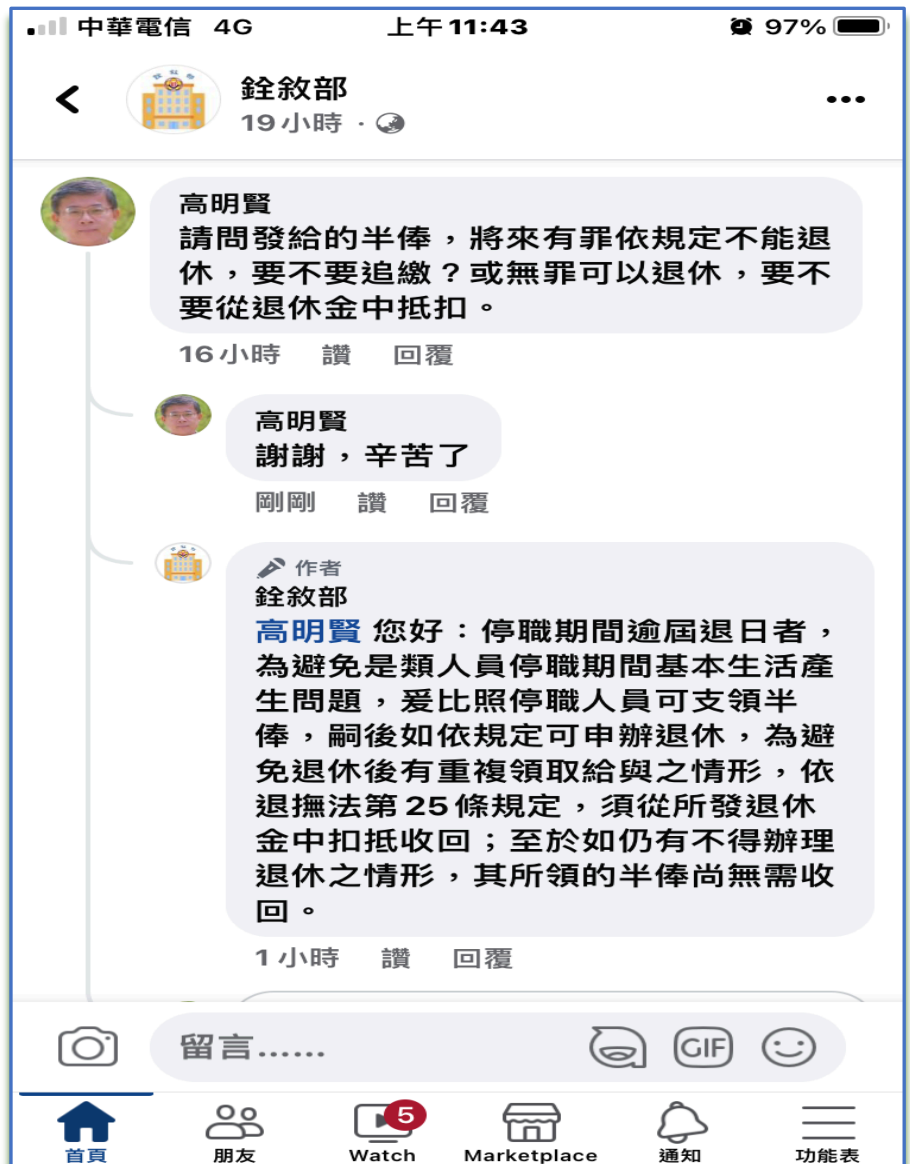 中華電信 4G 上午11:43 97%
銓敘部
19小時 ·
高明賢
請問發給的半俸，將來有罪依規定不能退
休，要不要追繳？或無罪可以退休，要不
要從退休金中抵扣。
16小時 讚 回覆
高明賢
謝謝，辛苦了
剛剛 讚 回覆
作者
銓敘部
高明賢 您好：停職期間逾屆退日者，
為避免是類人員停職期間基本生活產
生問題，爰比照停職人員可支領半
俸，嗣後如依規定可申辦退休，為避
免退休後有重複領取給與之情形，依
退撫法第25條規定，須從所發退休
金中扣抵收回；至於如仍有不得辦理
退休之情形，其所領的半俸尚無需收
回。
1小時 讚 回覆
留言...... GIF
5
首頁 朋友 Watch Marketplace 通知 功能表